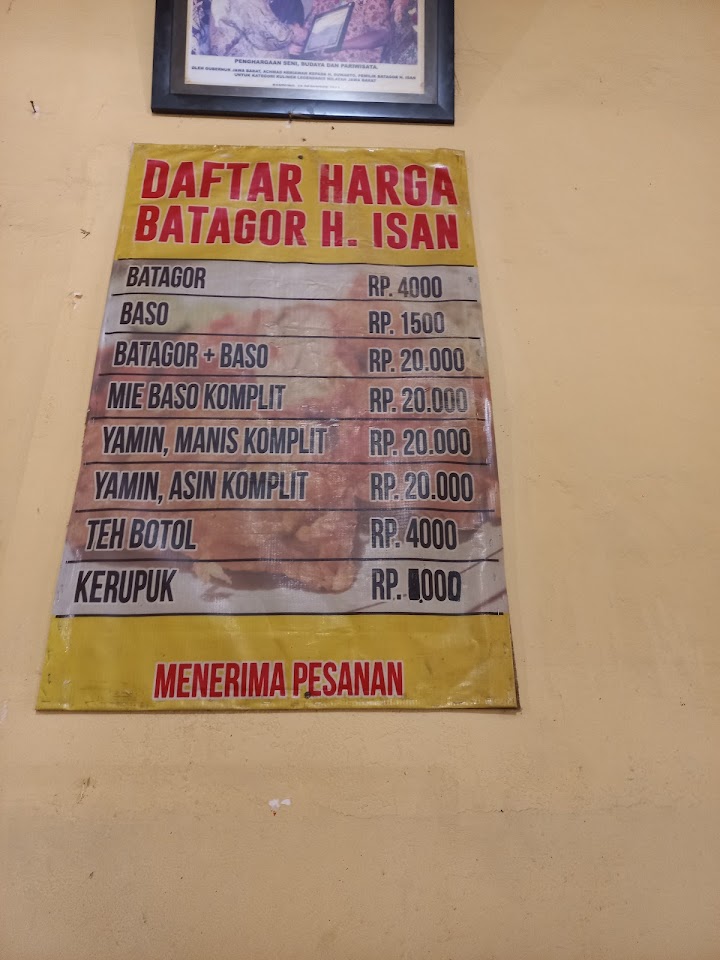 PENGHARGAAN SENI, BUDAYA DAN PARIWISATA
DAFTAR HARGA
BATAGOR H. ISAN
BATAGOR RP. 4000
BASO RP. 1500
BATAGOR + BASO RP. 20.000
MIE BASO KOMPLIT RP. 20.000
YAMIN, MANIS KOMPLIT RP. 20.000
YAMIN, ASIN KOMPLIT RP. 20.000
TEH BOTOL RP. 4000
KERUPUK RP.
MENERIMA PESANAN